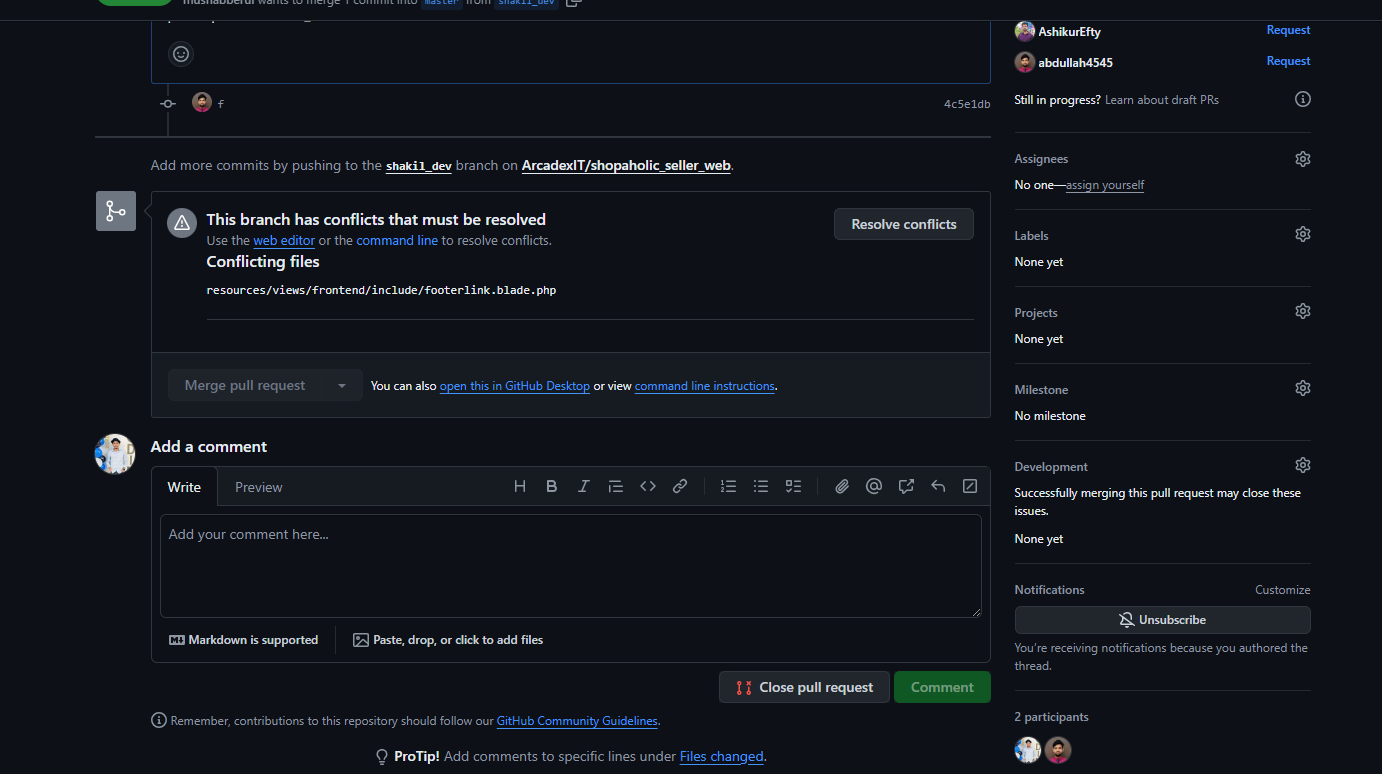 wants to merge 1 commit into master from shakil_dev
AshikurEfty Request
abdullah4545 Request
Still in progress? Learn about draft PRs
f 4c5e1db
Add more commits by pushing to the shakil_dev branch on ArcadexIT/shopaholic_seller_web.
This branch has conflicts that must be resolved
Use the web editor or the command line to resolve conflicts.
Resolve conflicts
Conflicting files
resources/views/frontend/include/footerlink.blade.php
Merge pull request You can also open this in GitHub Desktop or view command line instructions.
Add a comment
Write Preview
Add your comment here...
Markdown is supported Paste, drop, or click to add files
Close pull request Comment
Remember, contributions to this repository should follow our GitHub Community Guidelines.
ProTip! Add comments to specific lines under Files changed.
Assignees
No one—assign yourself
Labels
None yet
Projects
None yet
Milestone
No milestone
Development
Successfully merging this pull request may close these
issues.
None yet
Notifications Customize
Unsubscribe
You're receiving notifications because you authored the
thread.
2 participants